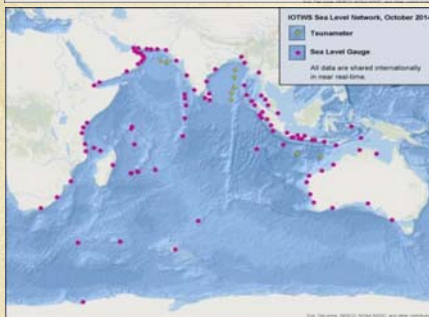 IOTWS Sea Level Network, October 2014
Tsunameter
Sea Level Gauge
All data are shared internationally
in near real-time.